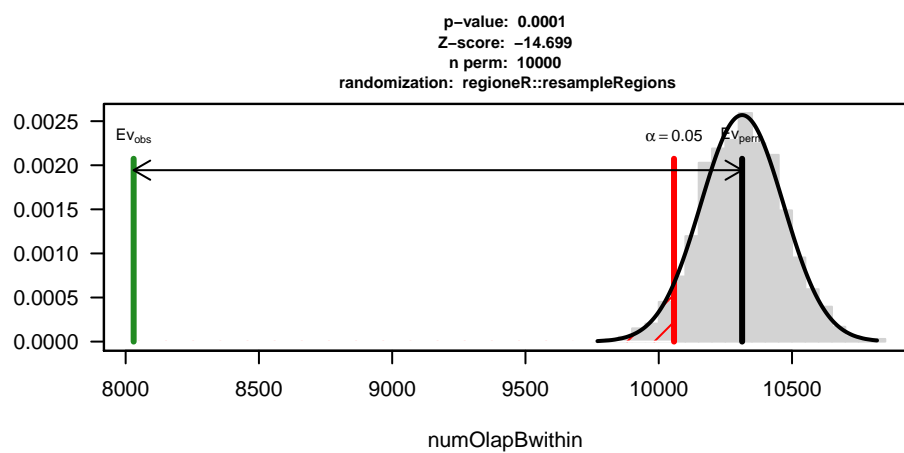 p−value: 0.0001
Z−score: −14.699
n perm: 10000
randomization: regioneR::resampleRegions
0.0025
Evobs
α = 0.05
Evperm
0.0020
0.0015
0.0010
0.0005
0.0000
8000 8500 9000 9500 10000 10500
numOlapBwithin